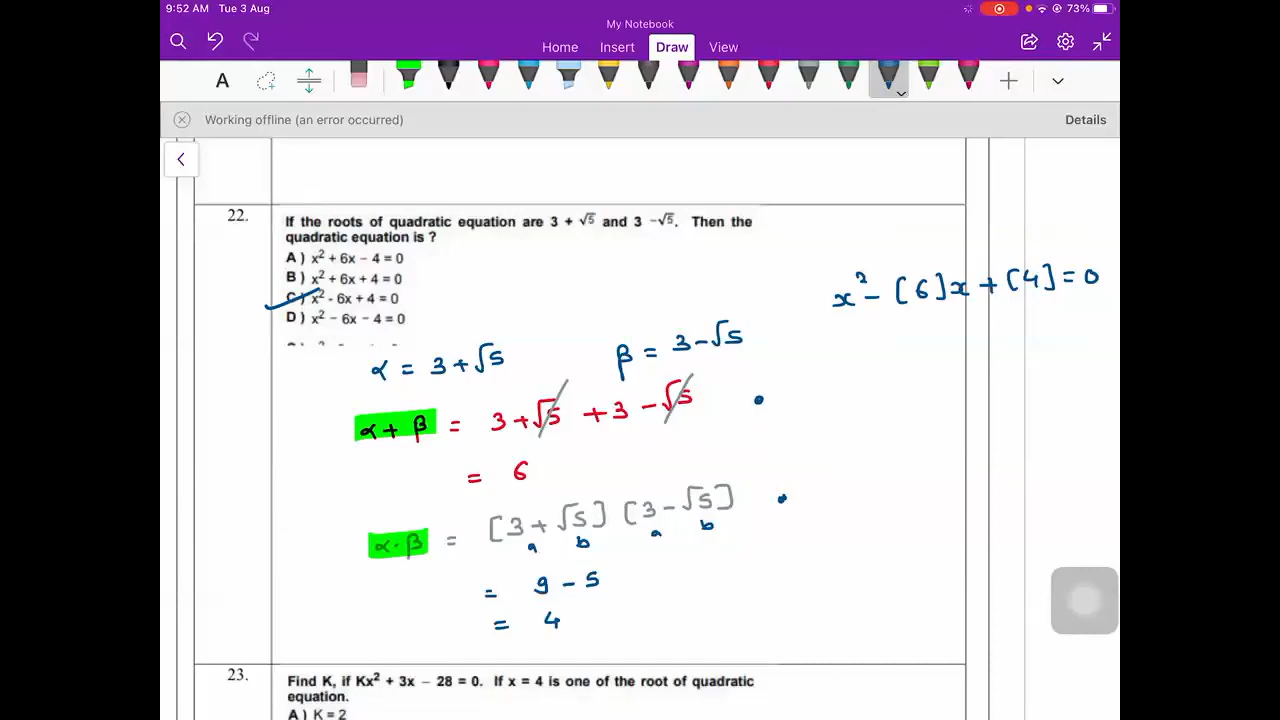 9:52 AM Tue 3 Aug
73%
My Notebook
Home Insert Draw View
A
Working offline (an error occurred)
Details
22.
If the roots of quadratic equation are 3 + √5 and 3 −√5. Then the
quadratic equation is ?
A) x² + 6x − 4 = 0
B) x² + 6x + 4 = 0
C) x² - 6x + 4 = 0
D) x² − 6x − 4 = 0
x² − [6]x + [4] = 0
α = 3 + √5
β = 3 − √5
α + β = 3 + √5 + 3 − √5
= 6
α · β = [3 + √5] [3 − √5]
a b a b
= 9 − 5
= 4
23.
Find K, if Kx² + 3x − 28 = 0. If x = 4 is one of the root of quadratic
equation.
A) K = 2